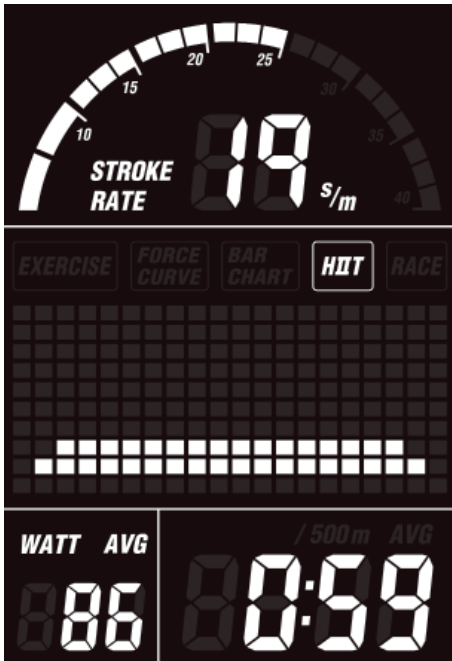 10 15 20 25 30 35 40
STROKE
RATE
19 s/m
EXERCISE FORCE CURVE BAR CHART HIIT RACE
WATT AVG
86
/500m AVG
0:59